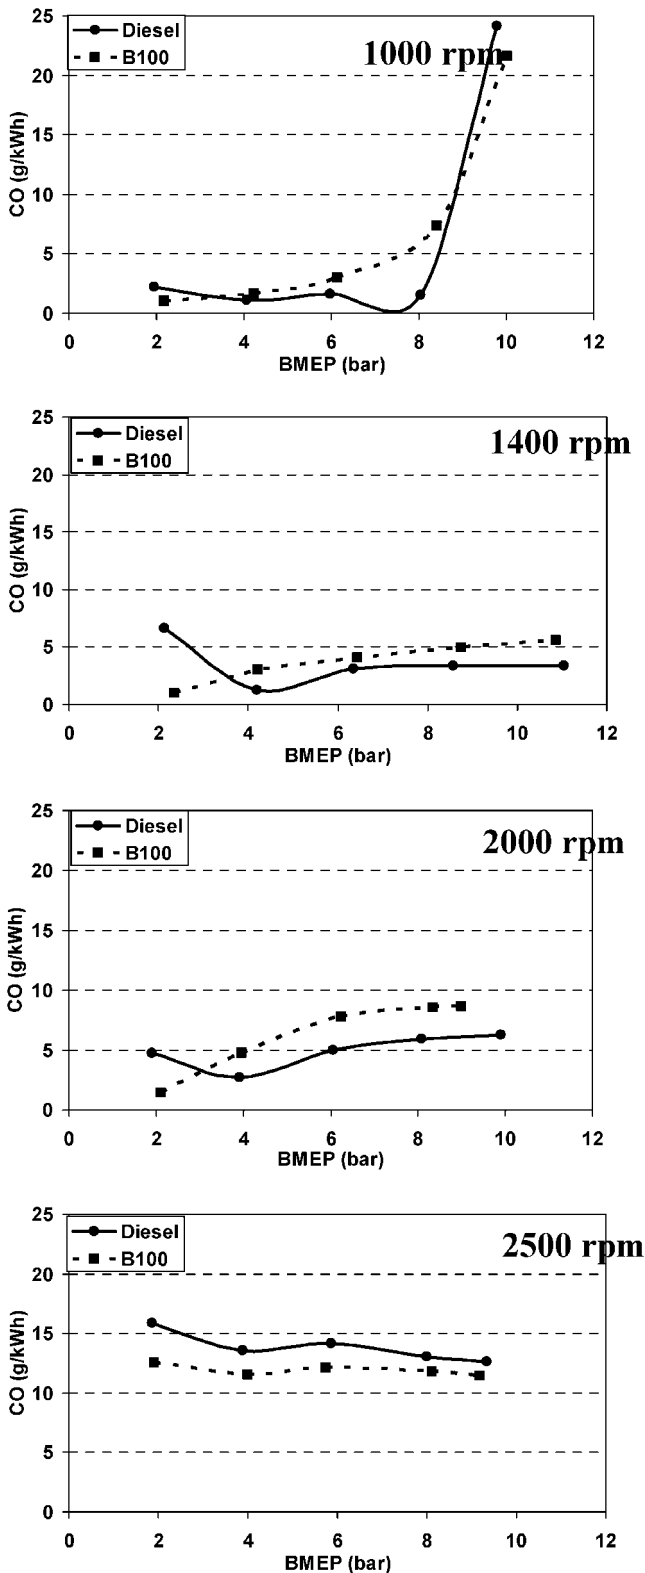 25
20
15
10
5
0
CO (g/kWh)
Diesel
B100
1000 rpm
0 2 4 6 8 10 12
BMEP (bar)
25
20
15
10
5
0
CO (g/kWh)
Diesel
B100
1400 rpm
0 2 4 6 8 10 12
BMEP (bar)
25
20
15
10
5
0
CO (g/kWh)
Diesel
B100
2000 rpm
0 2 4 6 8 10 12
BMEP (bar)
25
20
15
10
5
0
CO (g/kWh)
Diesel
B100
2500 rpm
0 2 4 6 8 10 12
BMEP (bar)